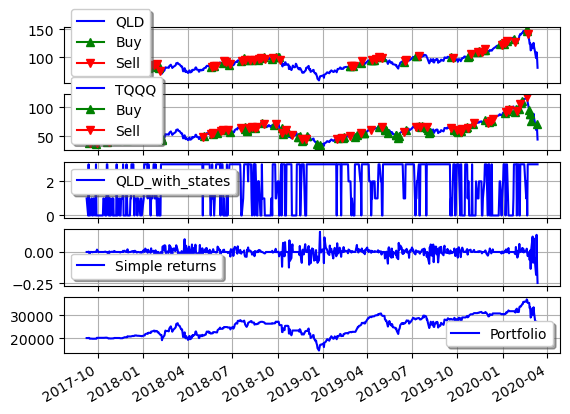 150
100
QLD
Buy
Sell
100
50
TQQQ
Buy
Sell
2
0
QLD_with_states
0.00
−0.25
Simple returns
30000
20000
Portfolio
2017-10 2018-01 2018-04 2018-07 2018-10 2019-01 2019-04 2019-07 2019-10 2020-01 2020-04